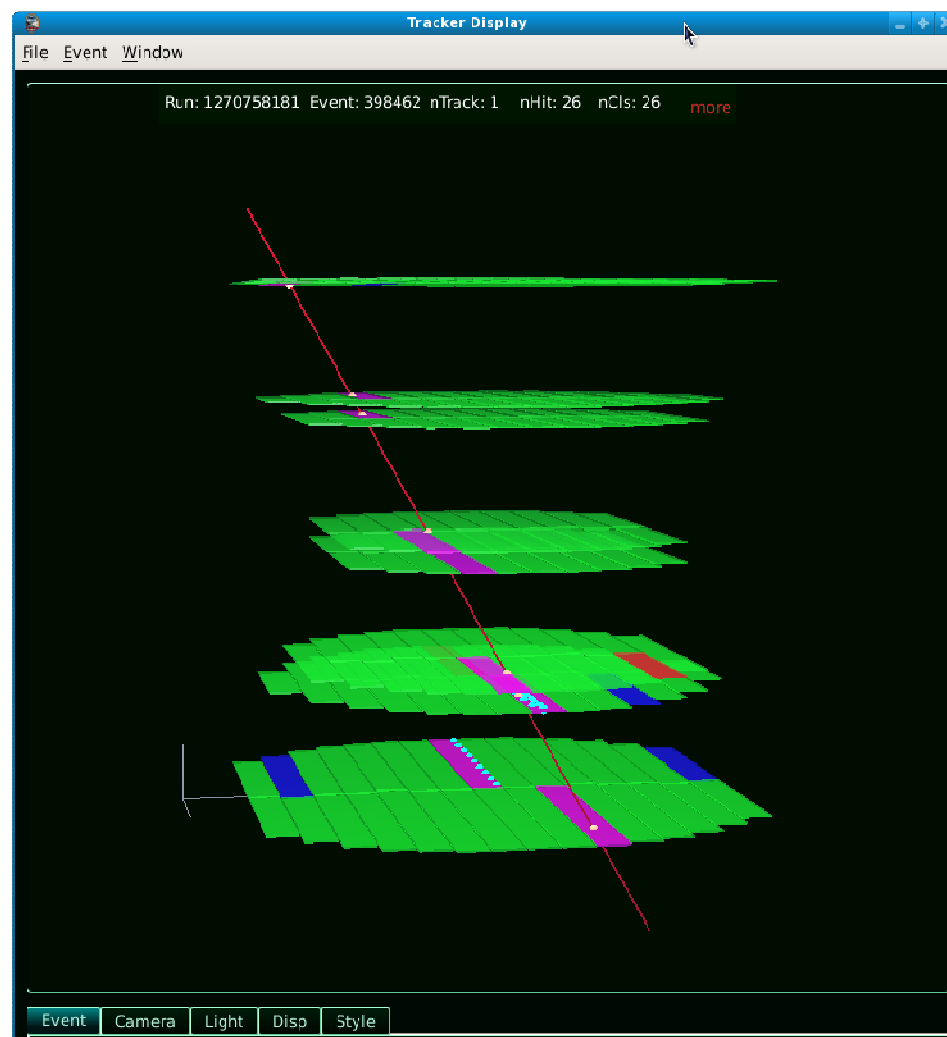 Tracker Display
File Event Window
Run: 1270758181 Event: 398462 nTrack: 1 nHit: 26 nCls: 26 more
Event Camera Light Disp Style